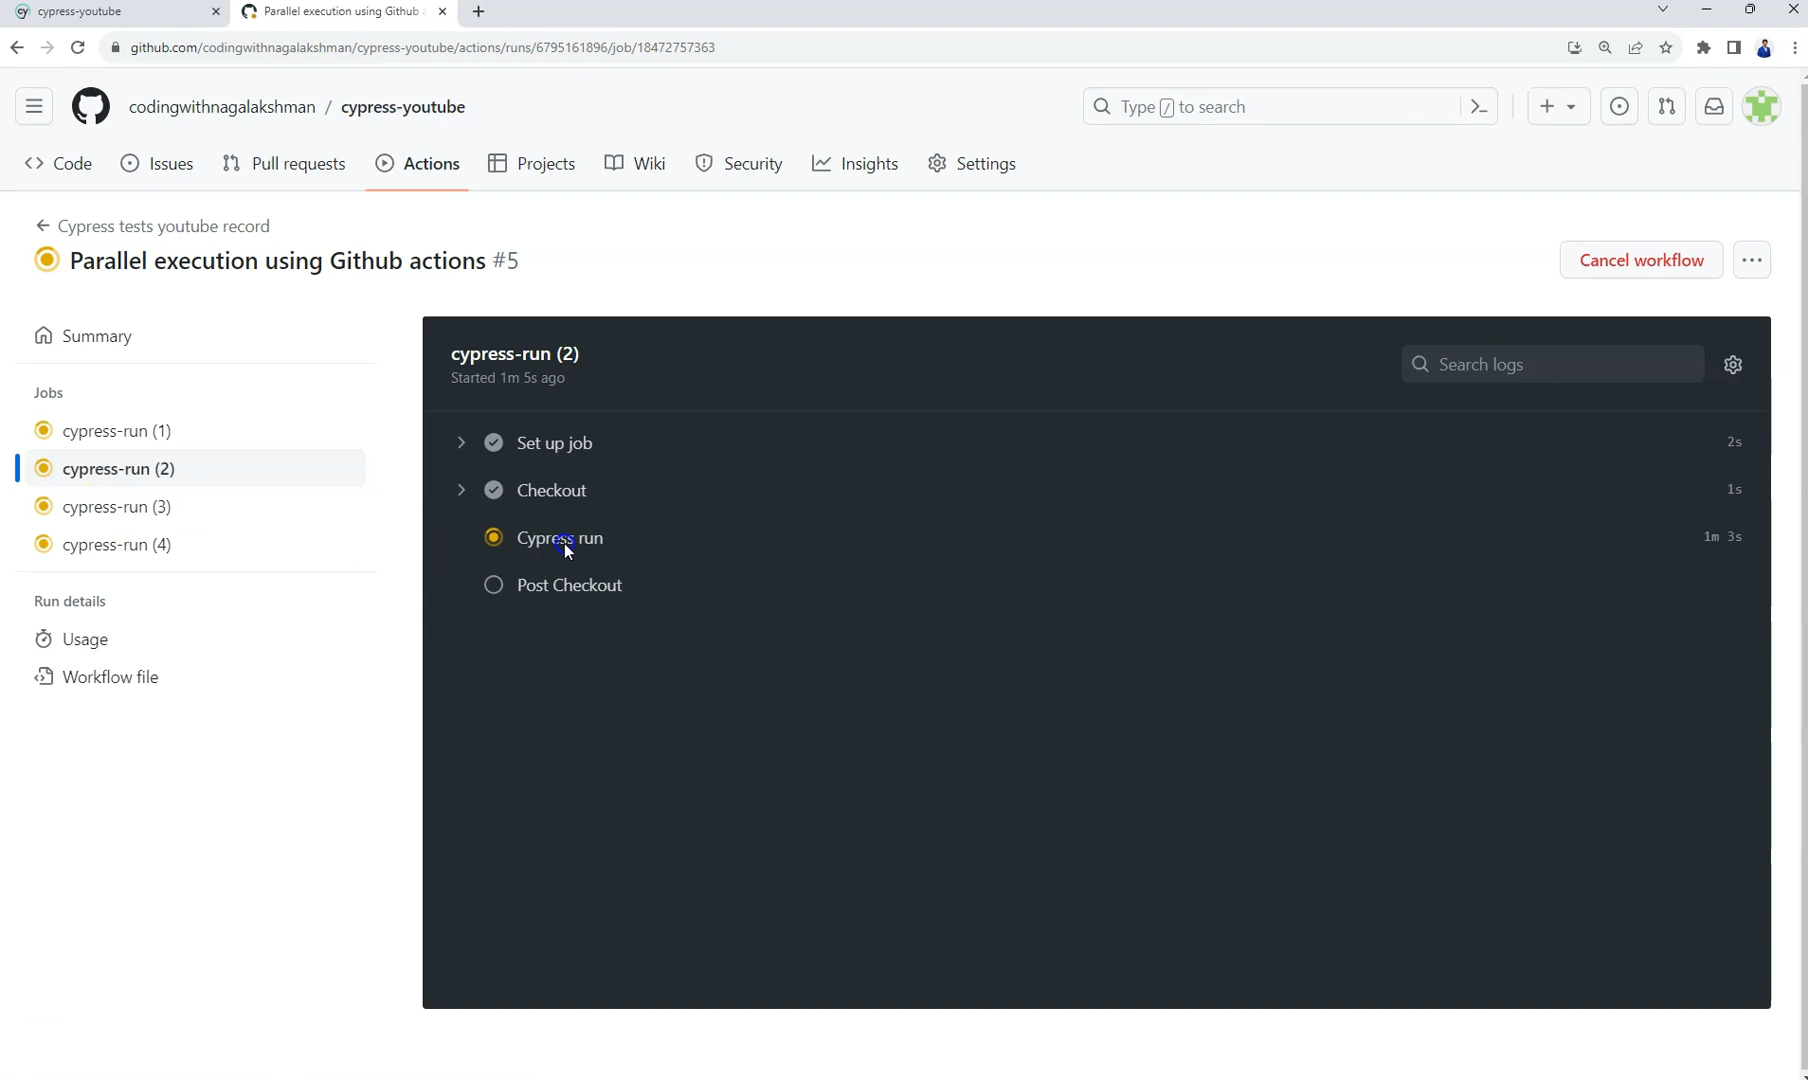 cypress-youtube
Parallel execution using Github
github.com/codingwithnagalakshman/cypress-youtube/actions/runs/6795161896/job/18472757363
codingwithnagalakshman / cypress-youtube
Type / to search
Code
Issues
Pull requests
Actions
Projects
Wiki
Security
Insights
Settings
Cypress tests youtube record
Parallel execution using Github actions #5
Cancel workflow
Summary
Jobs
cypress-run (1)
cypress-run (2)
cypress-run (3)
cypress-run (4)
Run details
Usage
Workflow file
cypress-run (2)
Started 1m 5s ago
Search logs
Set up job 2s
Checkout 1s
Cypress run 1m 3s
Post Checkout